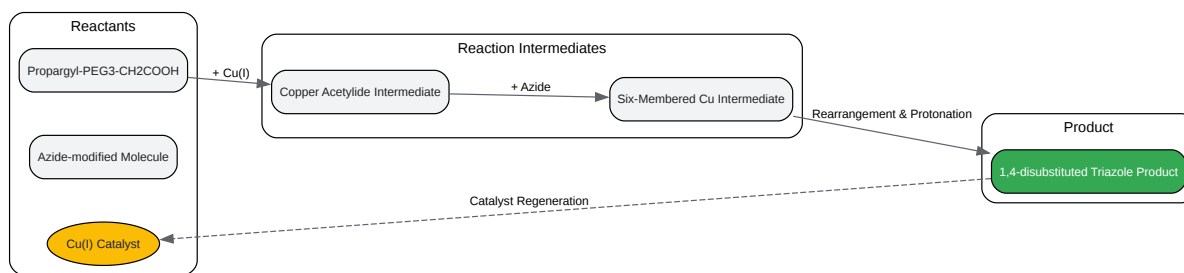 Reactants
Propargyl-PEG3-CH2COOH
Azide-modified Molecule
Cu(I) Catalyst
+ Cu(I)
Reaction Intermediates
Copper Acetylide Intermediate
+ Azide
Six-Membered Cu Intermediate
Rearrangement & Protonation
Product
1,4-disubstituted Triazole Product
Catalyst Regeneration